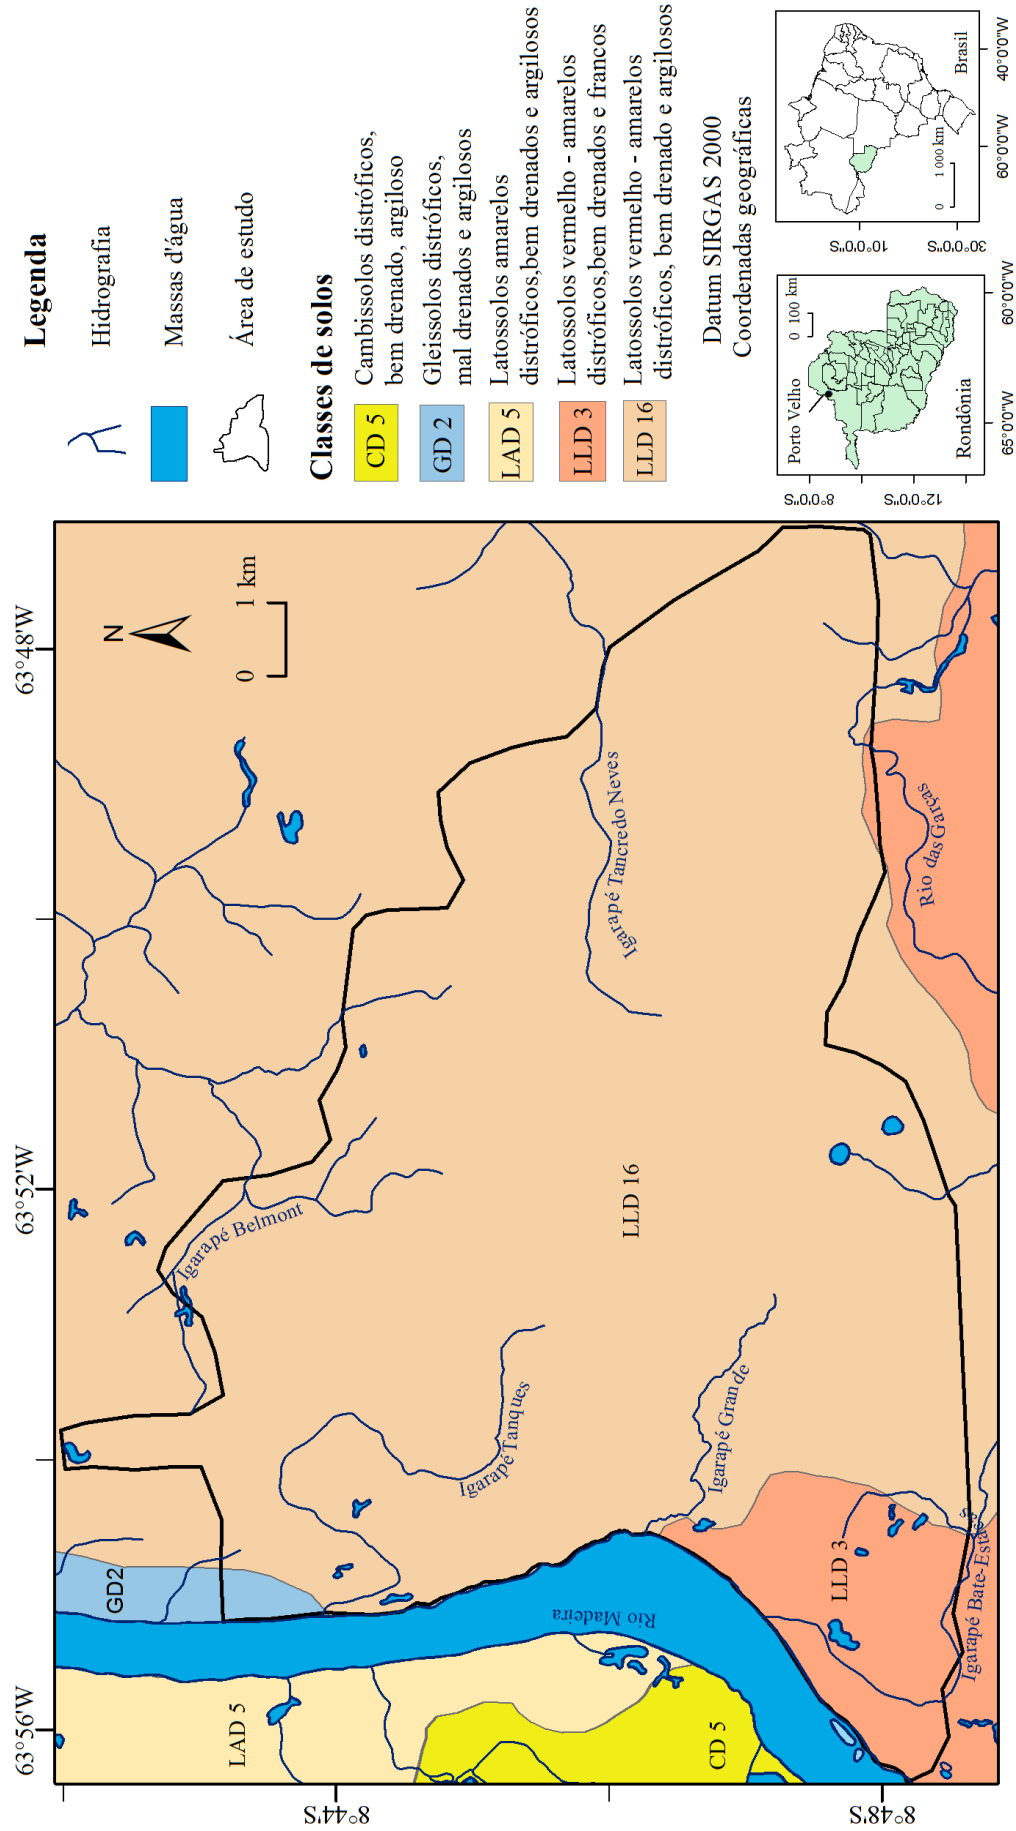 63°56'W
63°52'W
63°48'W
8°44'S
8°48'S
N
0 1 km
GD2
LAD 5
CD 5
LLD 3
LLD 16
Rio Madeira
Igarapé Belmont
Igarapé Tanques
Igarapé Grande
Igarapé Tancredo Neves
Igarapé Bate-Estacas
Rio das Garças
Legenda
Hidrografia
Massas d'água
Área de estudo
Classes de solos
CD 5
Cambissolos distróficos,
bem drenado, argiloso
GD 2
Gleissolos distróficos,
mal drenados e argilosos
LAD 5
Latossolos amarelos
distróficos,bem drenados e argilosos
LLD 3
Latossolos vermelho - amarelos
distróficos,bem drenados e francos
LLD 16
Latossolos vermelho - amarelos
distróficos, bem drenado e argilosos
Datum SIRGAS 2000
Coordenadas geográficas
Porto Velho
0 100 km
Rondônia
8°0'0"S
12°0'0"S
65°0'0"W
60°0'0"W
0 1 000 km
Brasil
10°0'0"S
30°0'0"S
60°0'0"W
40°0'0"W